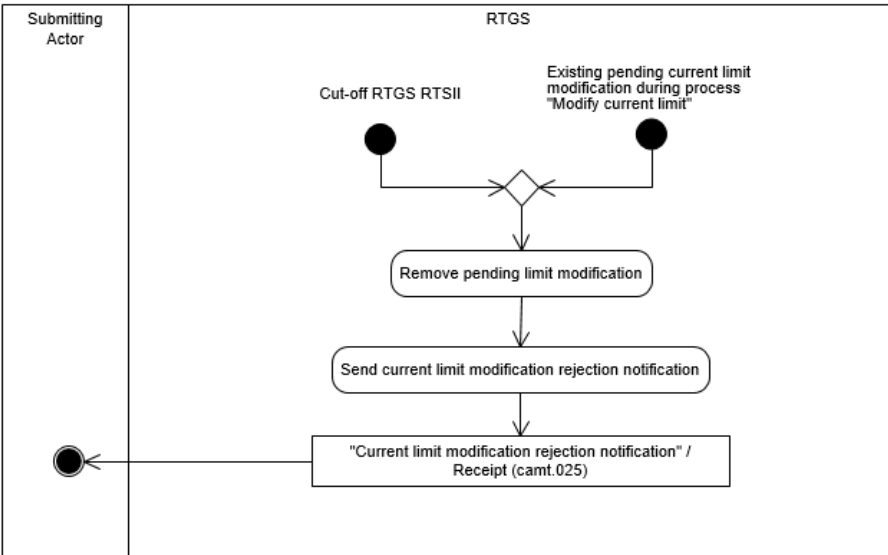 Submitting
Actor
RTGS
Cut-off RTGS RTSII
Existing pending current limit
modification during process
"Modify current limit"
Remove pending limit modification
Send current limit modification rejection notification
"Current limit modification rejection notification" /
Receipt (camt.025)